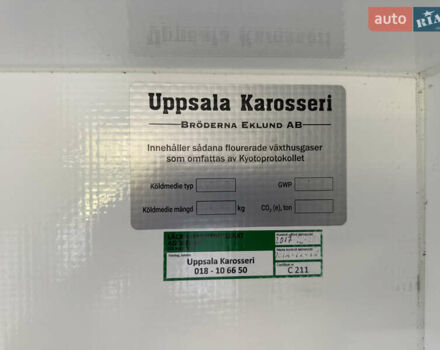 auto RIA
Uppsala Karosseri
BRÖDERNA EKLUND AB
Innehåller sådana flourerade växthusgaser
som omfattas av Kyotoprotokollet
Köldmedie typ GWP
Köldmedie mängd kg CO₂ (e), ton
2017
Uppsala Karosseri
018 - 10 66 50
C 211